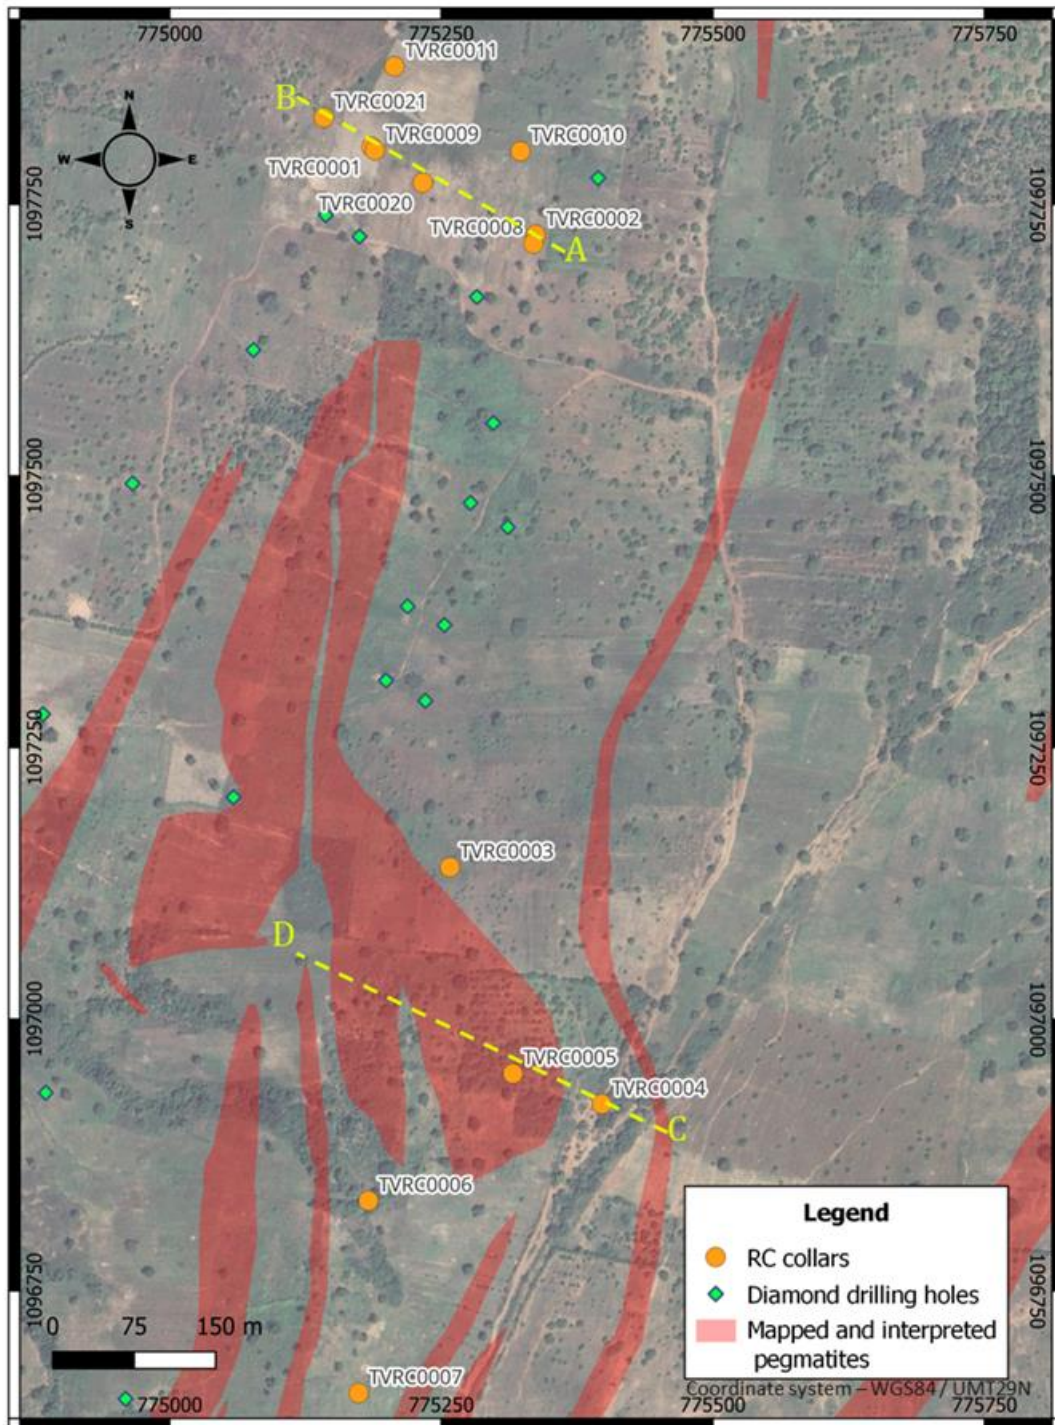 775000 775250 775500 775750
TVRC0011
B
TVRC0021
N
TVRC0009
TVRC0010
W E
TVRC0001
S
TVRC0020
1097750
1097750
TVRC0008
TVRC0002
A
1097500
1097500
1097250
1097250
TVRC0003
D
1097000
1097000
TVRC0005
TVRC0004
C
TVRC0006
Legend
RC collars
Diamond drilling holes
Mapped and interpreted
pegmatites
1096750
1096750
0 75 150 m
TVRC0007
Coordinate system – WGS84 / UMT29N
775000 775250 775500 775750